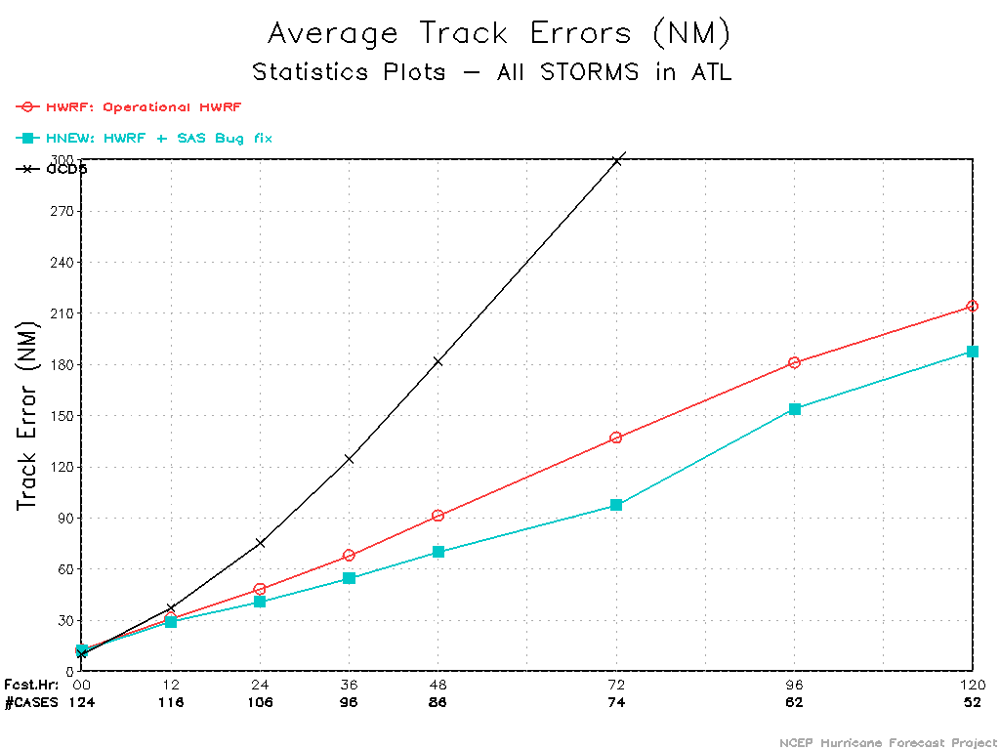 Average Track Errors (NM)
Statistics Plots – All STORMS in ATL
HWRF: Operational HWRF
HNEW: HWRF + SAS Bug fix
OCD5
Track Error (NM)
300
270
240
210
180
150
120
90
60
30
0
Fcst.Hr: 00 12 24 36 48 72 96 120
#CASES 124 116 106 96 86 74 62 52
NCEP Hurricane Forecast Project